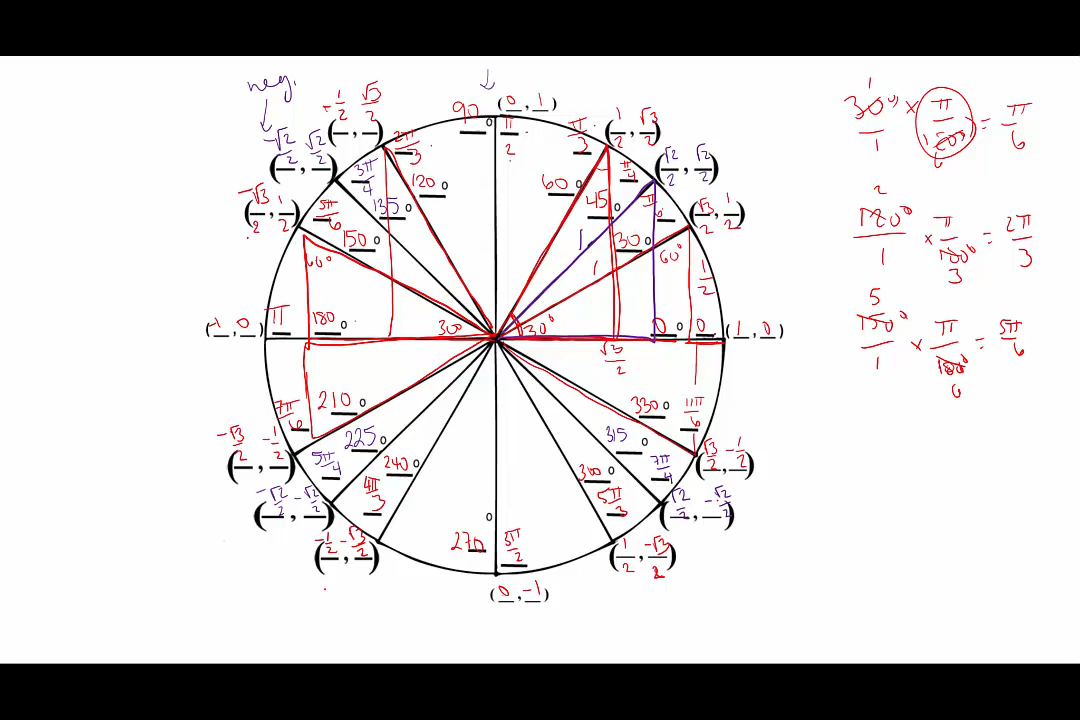 neg.
(0, 1)
90°
π/2
(+1/2, √3/2)
2π/3
120°
(-√2/2, √2/2)
3π/4
135°
(-√3/2, 1/2)
5π/6
150°
60°
(-1, 0)
π
180°
30°
π/3
(1/2, √3/2)
60°
π/4
(√2/2, √2/2)
45°
π/6
(√3/2, 1/2)
30°
1
1
60°
1/2
30°
√3/2
0°
0
(1, 0)
7π/6
210°
(-√3/2, -1/2)
225°
5π/4
(-√2/2, -√2/2)
240°
4π/3
(-1/2, -√3/2)
270°
3π/2
(0, -1)
300°
5π/3
(1/2, -√3/2)
315°
7π/4
(√2/2, -√2/2)
330°
11π/6
(√3/2, -1/2)
1
30°/1 × π/180° = π/6
6
2
120°/1 × π/180° = 2π/3
3
5
150°/1 × π/180° = 5π/6
6